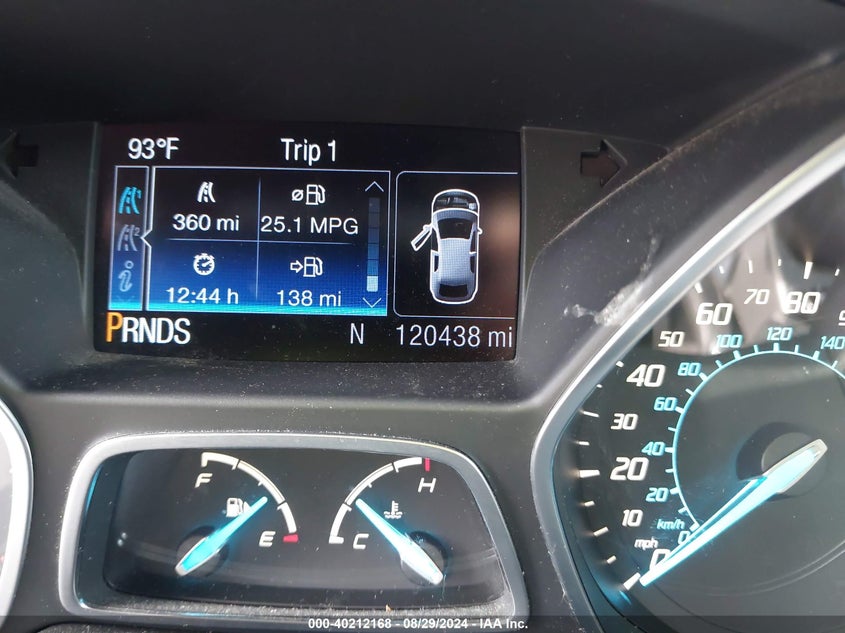 93°F Trip 1
360 mi 25.1 MPG
12:44 h 138 mi
PRNDS N 120438 mi
F E
C H
0 10 20 30 40 50 60 70 80
mph
0 20 40 60 80 100 120 140
km/h
000-40212168 - 08/29/2024 - IAA Inc.